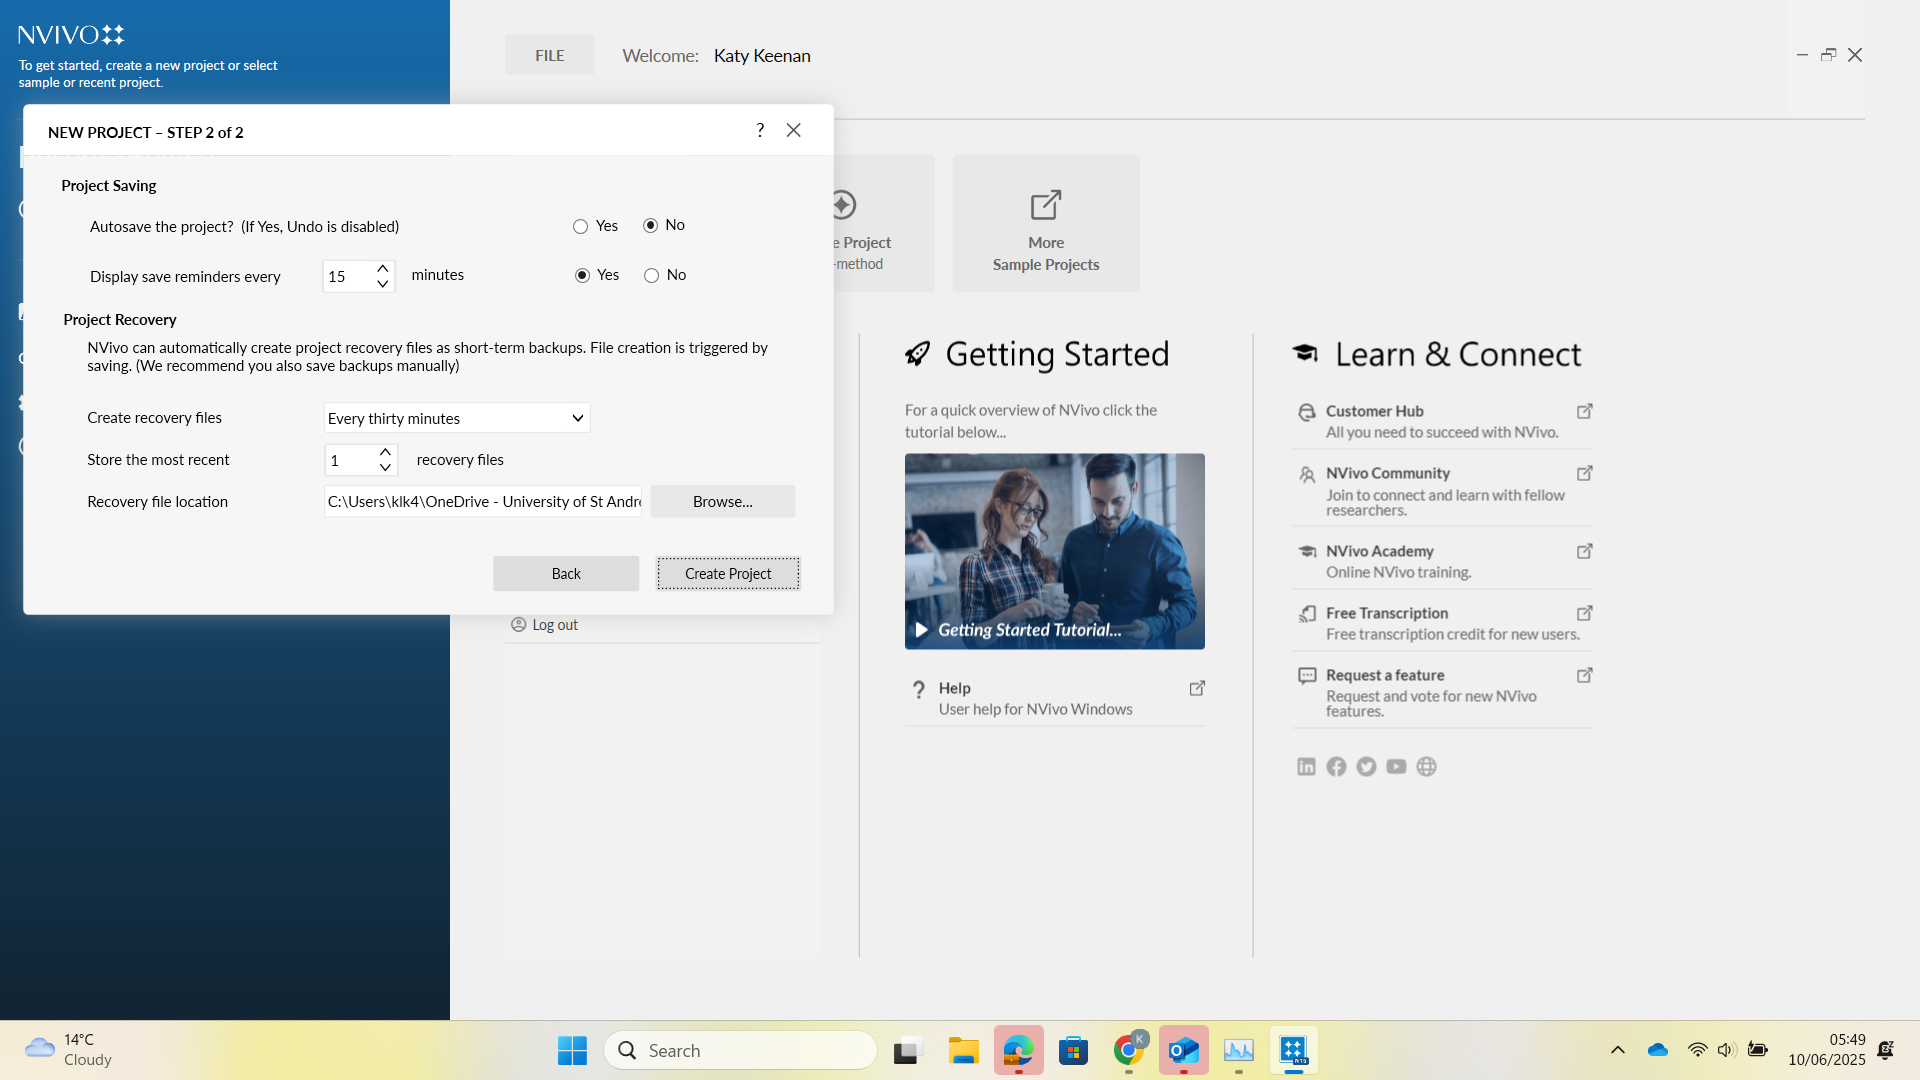 NVIVO
To get started, create a new project or select
sample or recent project.
FILE
Welcome: Katy Keenan
NEW PROJECT – STEP 2 of 2
?
Project Saving
Autosave the project? (If Yes, Undo is disabled)
Yes
No
Display save reminders every
15
minutes
Yes
No
Project Recovery
NVivo can automatically create project recovery files as short-term backups. File creation is triggered by
saving. (We recommend you also save backups manually)
Create recovery files
Every thirty minutes
Store the most recent
1
recovery files
Recovery file location
C:\Users\klk4\OneDrive - University of St Andre
Browse...
Back
Create Project
e Project
-method
More
Sample Projects
Log out
Getting Started
For a quick overview of NVivo click the
tutorial below...
Getting Started Tutorial...
Help
User help for NVivo Windows
Learn & Connect
Customer Hub
All you need to succeed with NVivo.
NVivo Community
Join to connect and learn with fellow
researchers.
NVivo Academy
Online NVivo training.
Free Transcription
Free transcription credit for new users.
Request a feature
Request and vote for new NVivo
features.
14°C
Cloudy
Search
K
05:49
10/06/2025